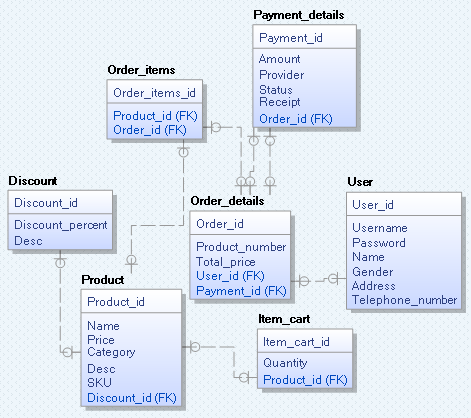 Payment_details
Payment_id
Amount
Provider
Status
Receipt
Order_id (FK)
Order_items
Order_items_id
Product_id (FK)
Order_id (FK)
Discount
Discount_id
Discount_percent
Desc
Order_details
Order_id
Product_number
Total_price
User_id (FK)
Payment_id (FK)
User
User_id
Username
Password
Name
Gender
Address
Telephone_number
Product
Product_id
Name
Price
Category
Desc
SKU
Discount_id (FK)
Item_cart
Item_cart_id
Quantity
Product_id (FK)